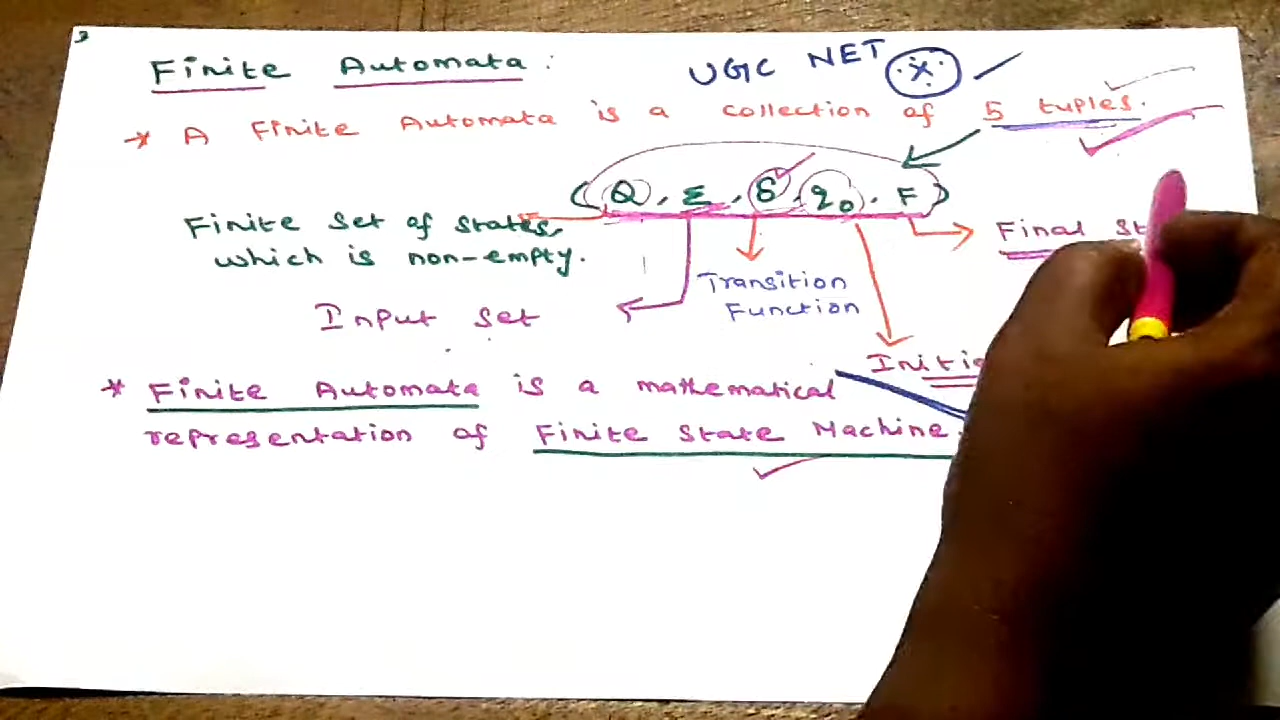 Finite Automata :
UGC NET
* A Finite Automata is a collection of 5 tuples.
(Q, Σ, δ, q0, F)
Finite set of states,
which is non-empty.
Final
Transition
Function
Input set
* Finite Automata is a mathematical
representation of Finite State Machine.